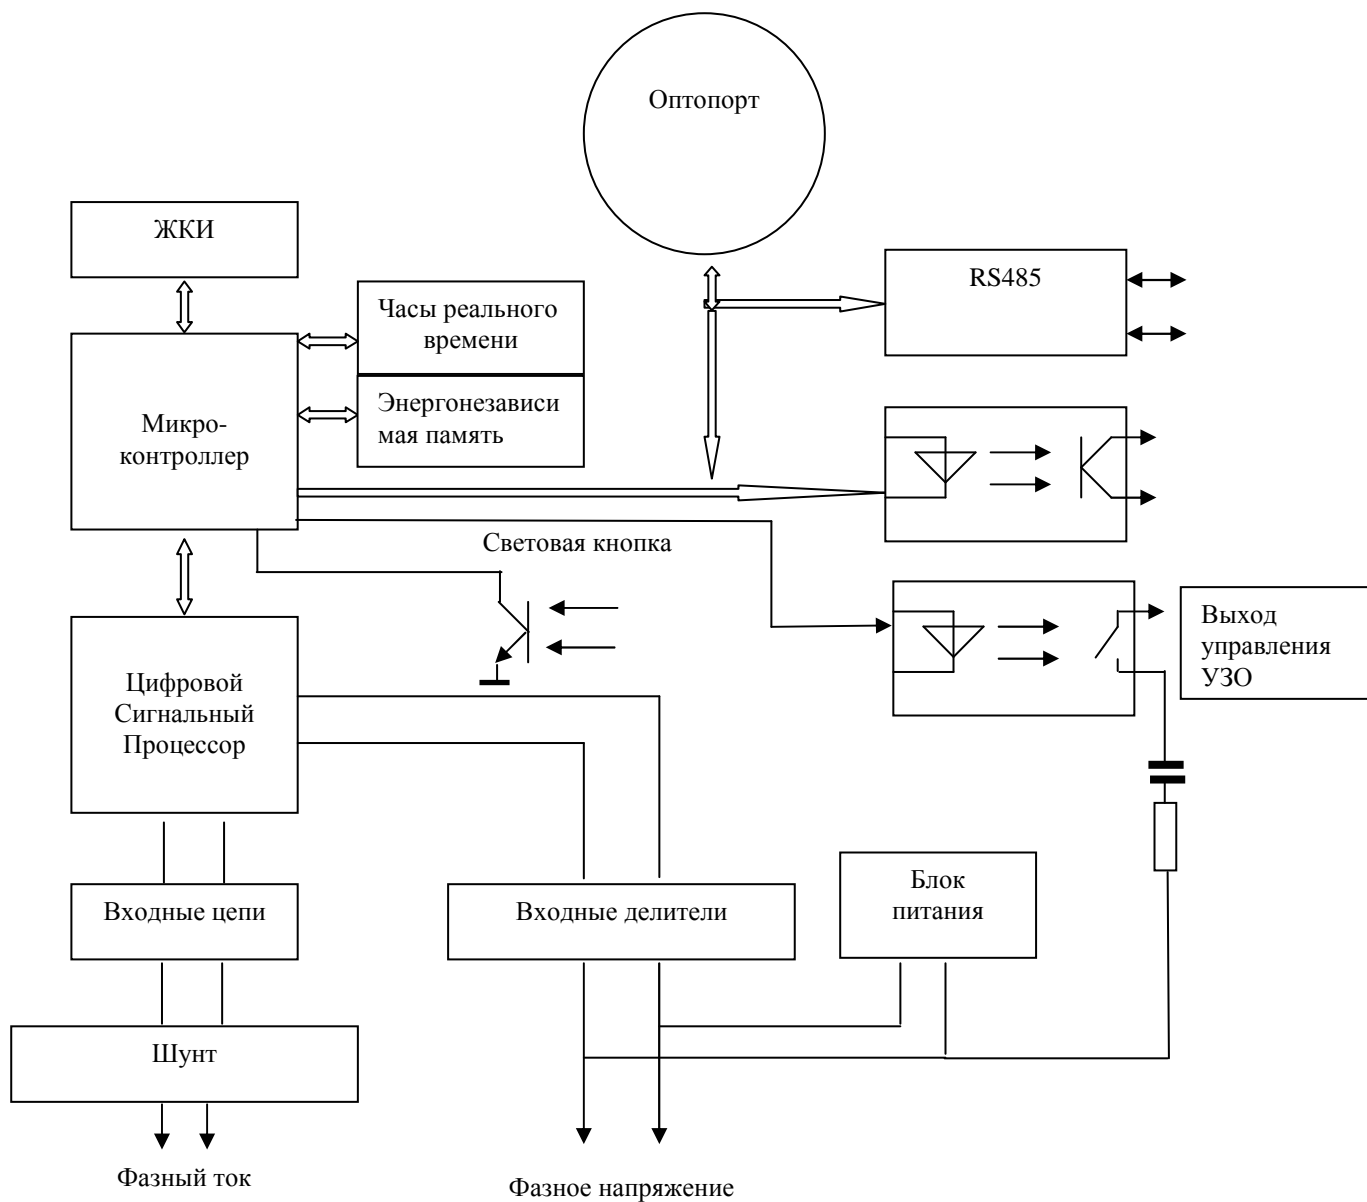 Оптопорт
ЖКИ
RS485
Часы реального
времени
Энергонезависи
мая память
Микро-
контроллер
Световая кнопка
Выход
управления
УЗО
Цифровой
Сигнальный
Процессор
Входные цепи
Входные делители
Блок
питания
Шунт
Фазный ток
Фазное напряжение